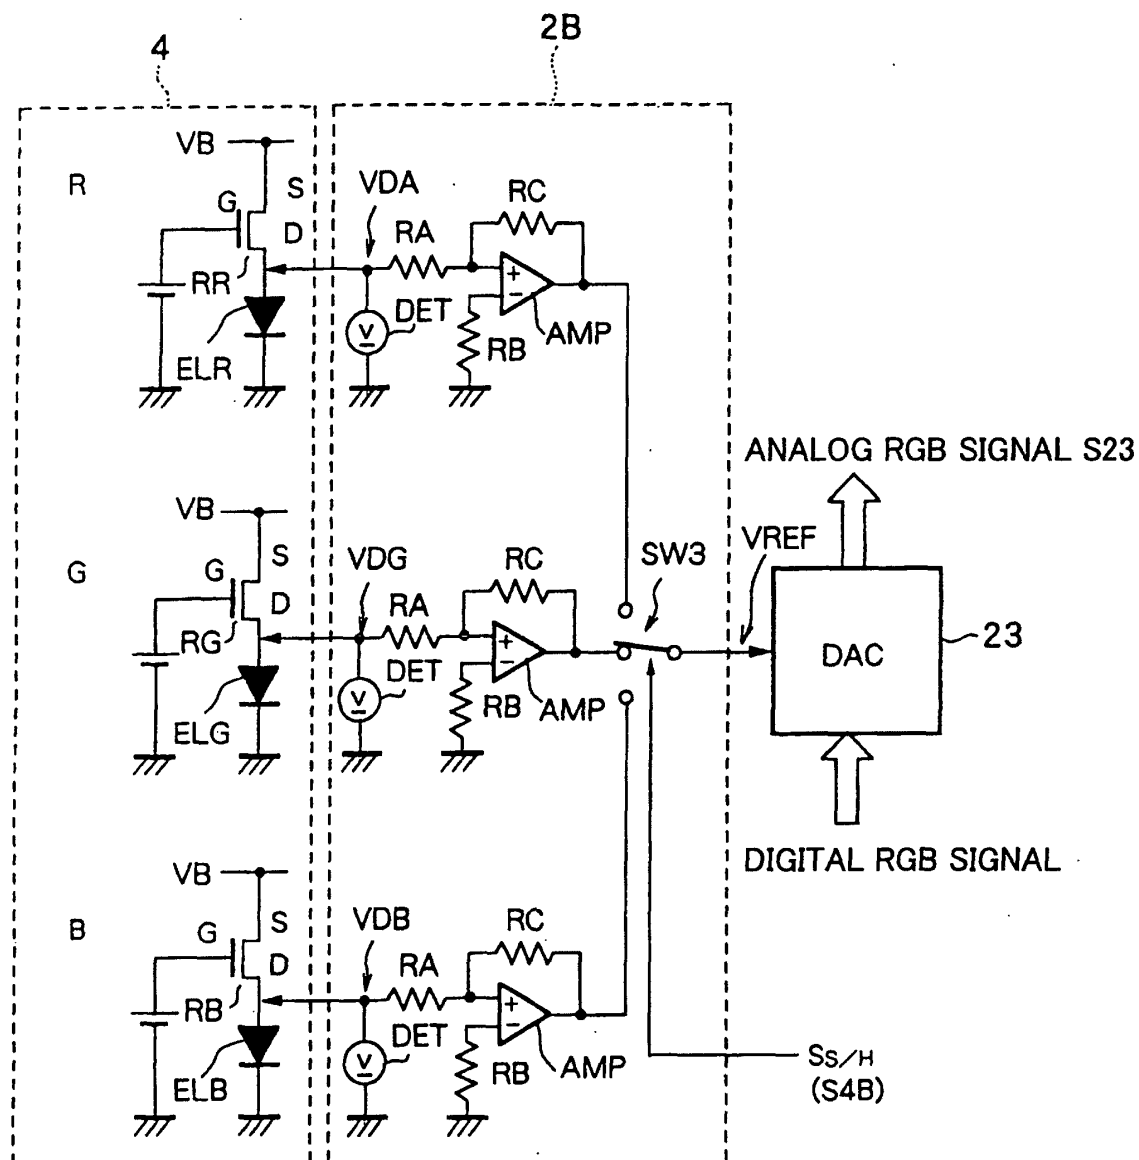 4
2B
VB
R
G
S
D
RR
ELR
VDA
RA
RC
DET
V
+
−
RB
AMP
VB
G
G
S
D
RG
ELG
VDG
RA
RC
DET
V
+
−
RB
AMP
SW3
VREF
ANALOG RGB SIGNAL S23
DAC
23
DIGITAL RGB SIGNAL
VB
B
G
S
D
RB
ELB
VDB
RA
RC
DET
V
+
−
RB
AMP
SS/H
(S4B)